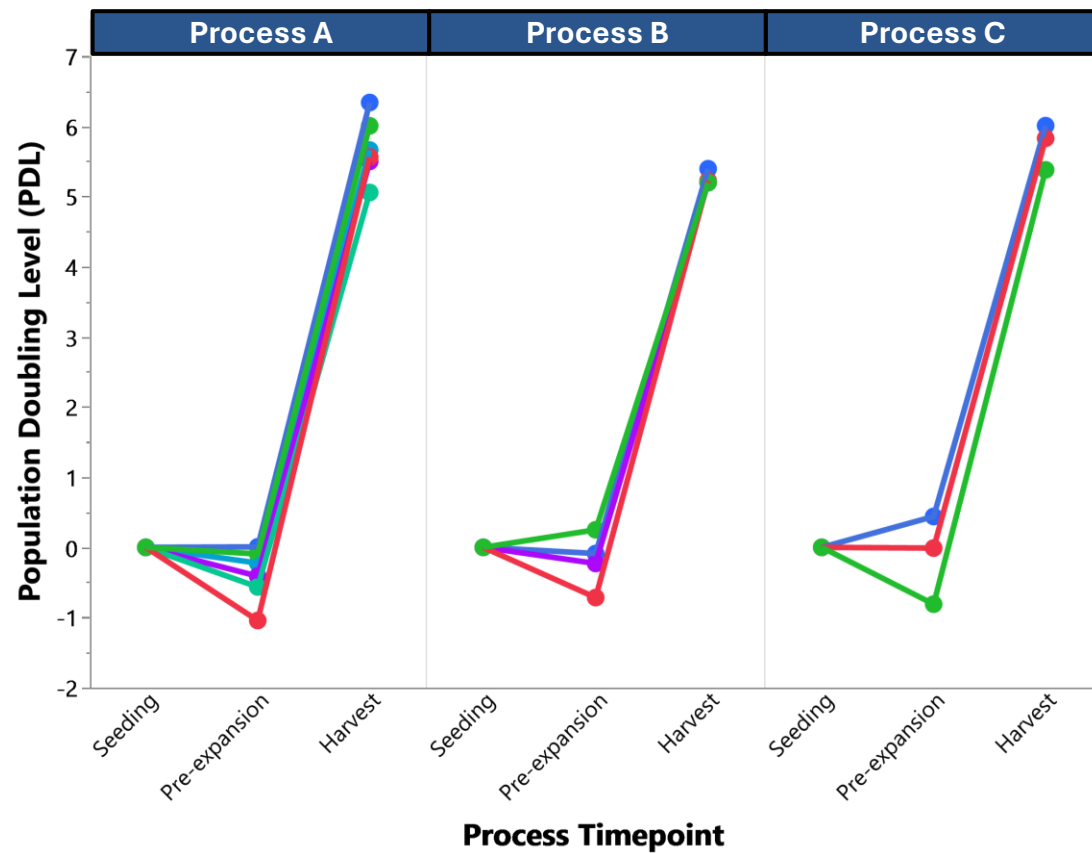 Process A Process B Process C
Population Doubling Level (PDL)
7
6
5
4
3
2
1
0
-1
-2
Seeding Pre-expansion Harvest Seeding Pre-expansion Harvest Seeding Pre-expansion Harvest
Process Timepoint